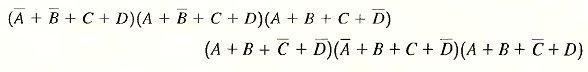 (A̅ + B̅ + C + D)(A + B̅ + C + D)(A + B + C + D̅)
(A + B + C̅ + D̅)(A̅ + B + C + D̅)(A + B + C̅ + D)